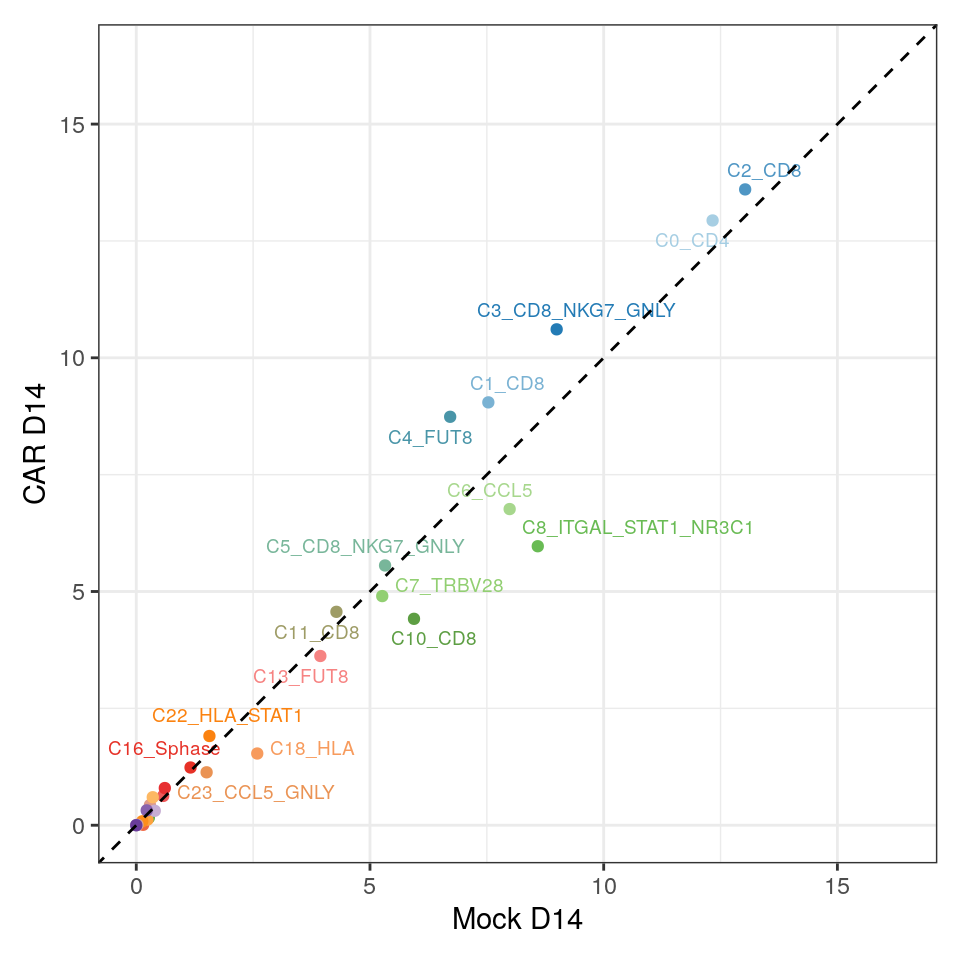 15
10
5
0
CAR D14
C2_CD8
C0_CD4
C3_CD8_NKG7_GNLY
C1_CD8
C4_FUT8
C6_CCL5
C8_ITGAL_STAT1_NR3C1
C5_CD8_NKG7_GNLY
C7_TRBV28
C11_CD8
C10_CD8
C13_FUT8
C22_HLA_STAT1
C16_Sphase
C18_HLA
C23_CCL5_GNLY
0
5
10
15
Mock D14